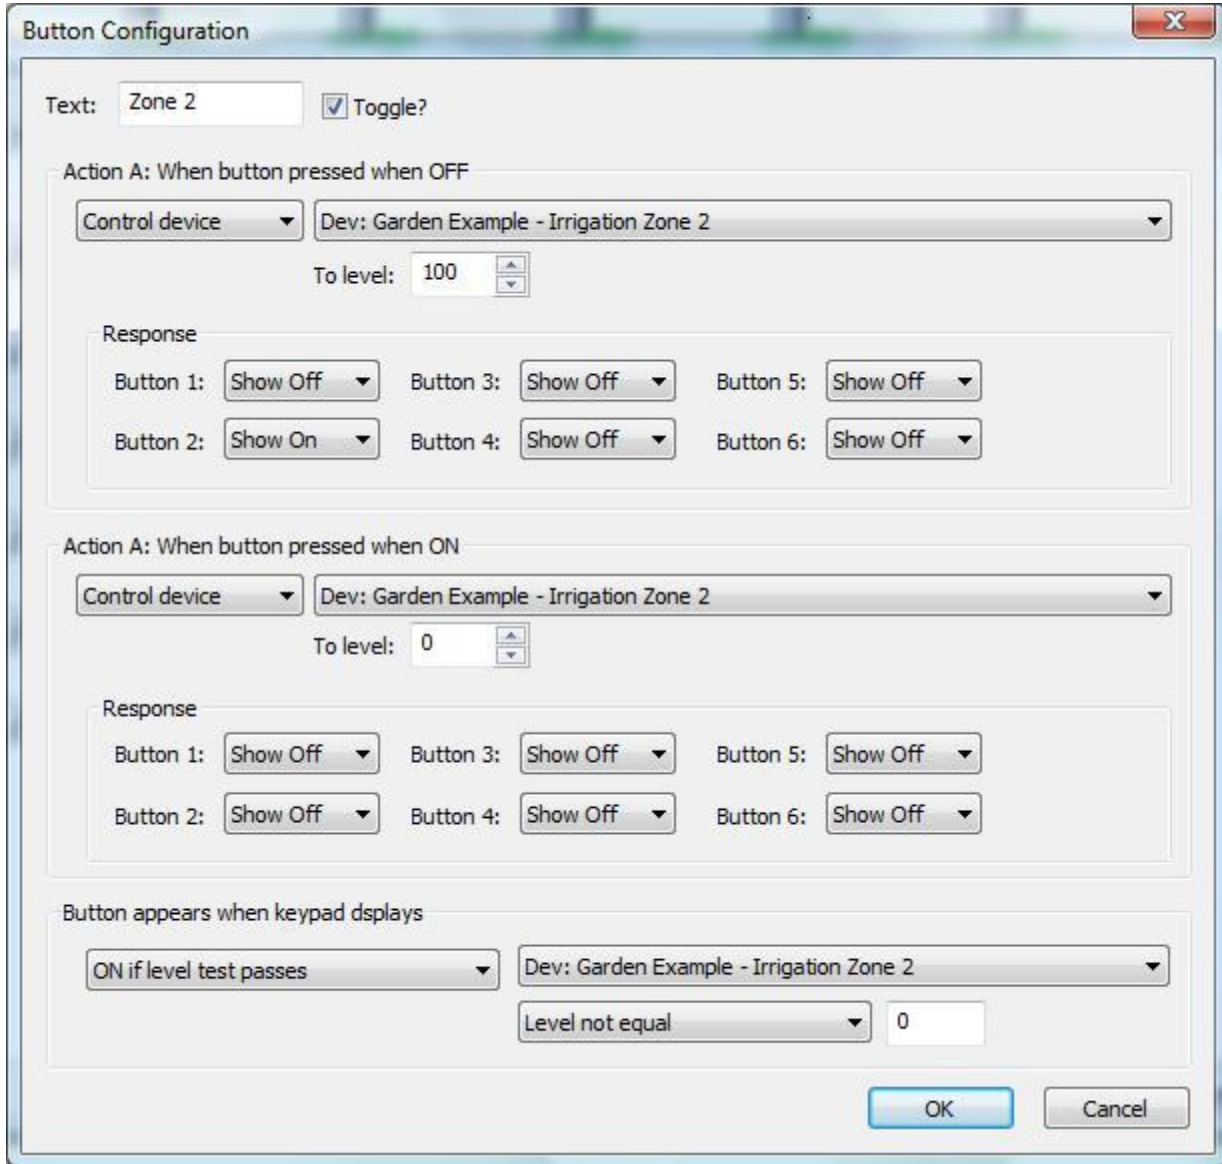 Button Configuration
Text: Zone 2 Toggle?
Action A: When button pressed when OFF
Control device Dev: Garden Example - Irrigation Zone 2
To level: 100
Response
Button 1: Show Off Button 3: Show Off Button 5: Show Off
Button 2: Show On Button 4: Show Off Button 6: Show Off
Action A: When button pressed when ON
Control device Dev: Garden Example - Irrigation Zone 2
To level: 0
Response
Button 1: Show Off Button 3: Show Off Button 5: Show Off
Button 2: Show Off Button 4: Show Off Button 6: Show Off
Button appears when keypad dsplays
ON if level test passes Dev: Garden Example - Irrigation Zone 2
Level not equal 0
OK Cancel